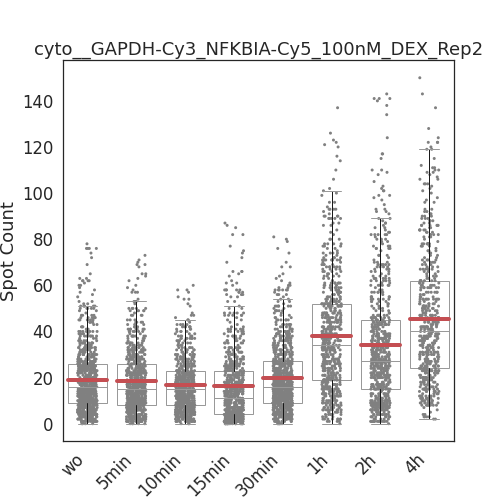 cyto__GAPDH-Cy3_NFKBIA-Cy5_100nM_DEX_Rep2
Spot Count
140
120
100
80
60
40
20
0
wo
5min
10min
15min
30min
1h
2h
4h